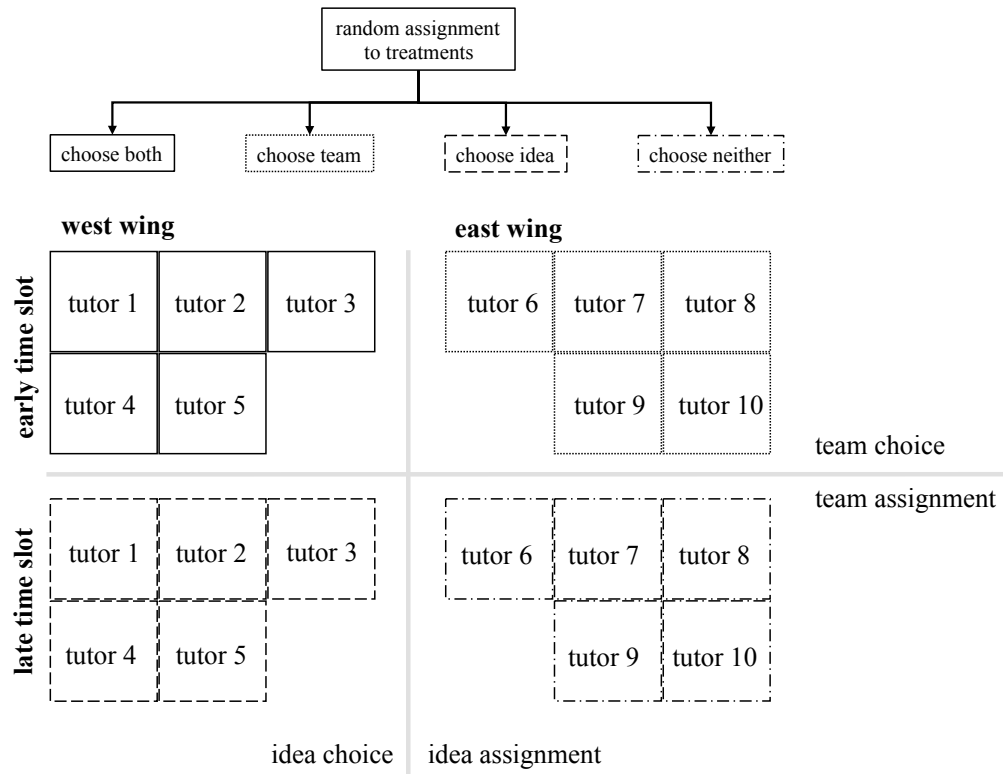 random assignment
to treatments
choose both
choose team
choose idea
choose neither
west wing
east wing
early time slot
tutor 1
tutor 2
tutor 3
tutor 6
tutor 7
tutor 8
tutor 4
tutor 5
tutor 9
tutor 10
team choice
team assignment
late time slot
tutor 1
tutor 2
tutor 3
tutor 6
tutor 7
tutor 8
tutor 4
tutor 5
tutor 9
tutor 10
idea choice
idea assignment